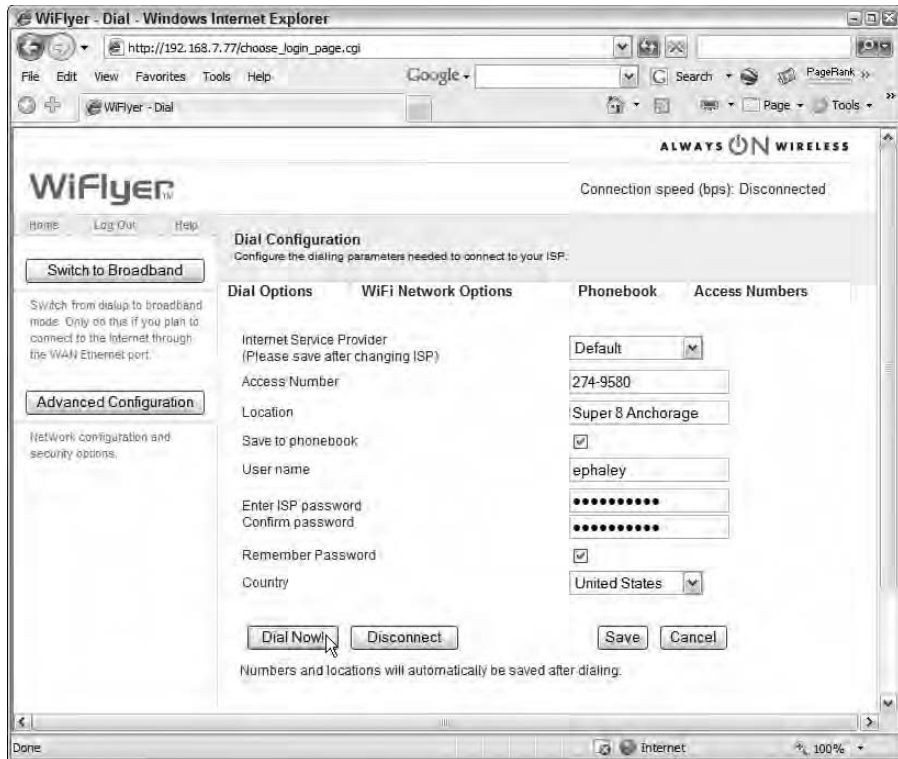 WiFlyer - Dial - Windows Internet Explorer
http://192.168.7.77/choose_login_page.cgi
File Edit View Favorites Tools Help
Google
Search
PageRank
WiFlyer - Dial
Page
Tools
ALWAYS ON WIRELESS
WiFlyer
Connection speed (bps): Disconnected
Home Log Out Help
Dial Configuration
Configure the dialing parameters needed to connect to your ISP.
Switch to Broadband
Switch from dialup to broadband
mode. Only do this if you plan to
connect to the Internet through
the WAN Ethernet port.
Advanced Configuration
Network configuration and
security options.
Dial Options WiFi Network Options Phonebook Access Numbers
Internet Service Provider
(Please save after changing ISP)
Default
Access Number
274-9580
Location
Super 8 Anchorage
Save to phonebook
User name
ephaley
Enter ISP password
••••••••••
Confirm password
••••••••••
Remember Password
Country
United States
Dial Now! Disconnect Save Cancel
Numbers and locations will automatically be saved after dialing.
Done
Internet
100%